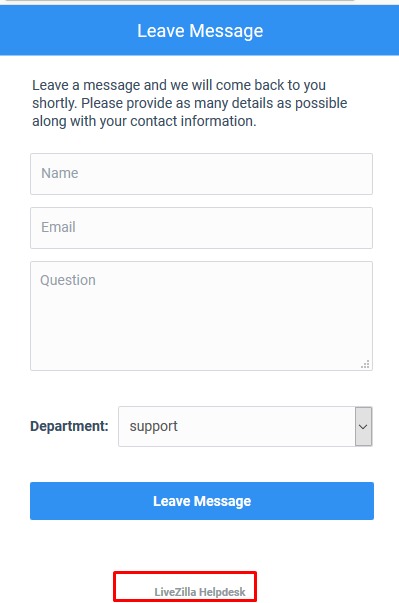 Leave Message
Leave a message and we will come back to you
shortly. Please provide as many details as possible
along with your contact information.
Name
Email
Question
Department: support
Leave Message
LiveZilla Helpdesk